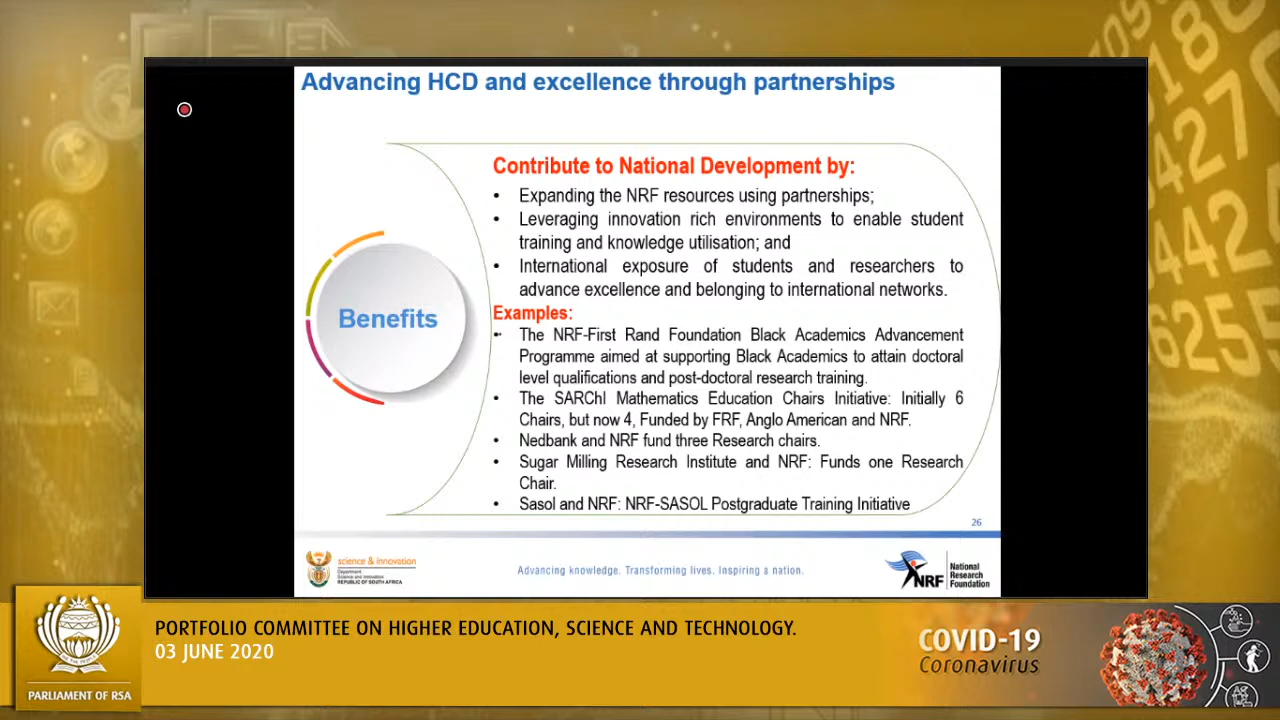 Advancing HCD and excellence through partnerships
Contribute to National Development by:
• Expanding the NRF resources using partnerships;
• Leveraging innovation rich environments to enable student
training and knowledge utilisation; and
• International exposure of students and researchers to
advance excellence and belonging to international networks.
Benefits
Examples:
• The NRF-First Rand Foundation Black Academics Advancement
Programme aimed at supporting Black Academics to attain doctoral
level qualifications and post-doctoral research training.
• The SARChI Mathematics Education Chairs Initiative: Initially 6
Chairs, but now 4, Funded by FRF, Anglo American and NRF.
• Nedbank and NRF fund three Research chairs.
• Sugar Milling Research Institute and NRF: Funds one Research
Chair.
• Sasol and NRF: NRF-SASOL Postgraduate Training Initiative
26
science & innovation
Department
Science and Innovation
REPUBLIC OF SOUTH AFRICA
Advancing knowledge. Transforming lives. Inspiring a nation.
NRF
National
Research
Foundation
PARLIAMENT OF RSA
PORTFOLIO COMMITTEE ON HIGHER EDUCATION, SCIENCE AND TECHNOLOGY.
03 JUNE 2020
COVID-19
Coronavirus